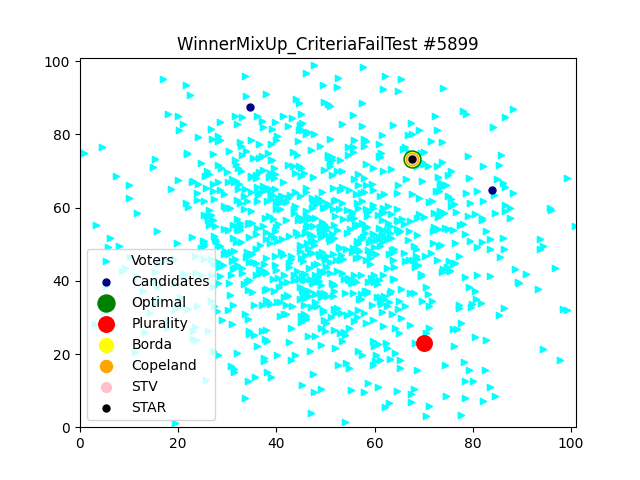 WinnerMixUp_CriteriaFailTest #5899
100
80
60
40
20
0
Voters
Candidates
Optimal
Plurality
Borda
Copeland
STV
STAR
0 20 40 60 80 100